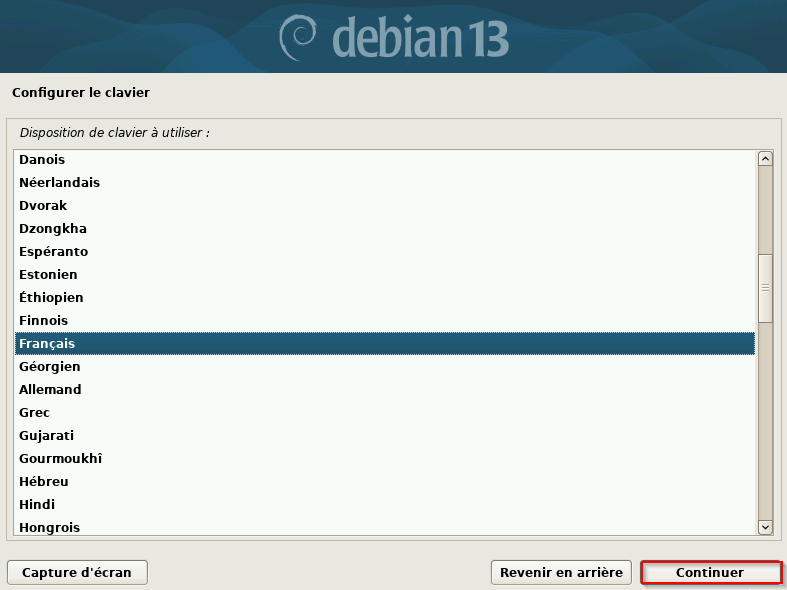 debian 13
Configurer le clavier
Disposition de clavier à utiliser :
Danois
Néerlandais
Dvorak
Dzongkha
Espéranto
Estonien
Éthiopien
Finnois
Français
Géorgien
Allemand
Grec
Gujarati
Gourmoukhî
Hébreu
Hindi
Hongrois
Capture d'écran
Revenir en arrière
Continuer